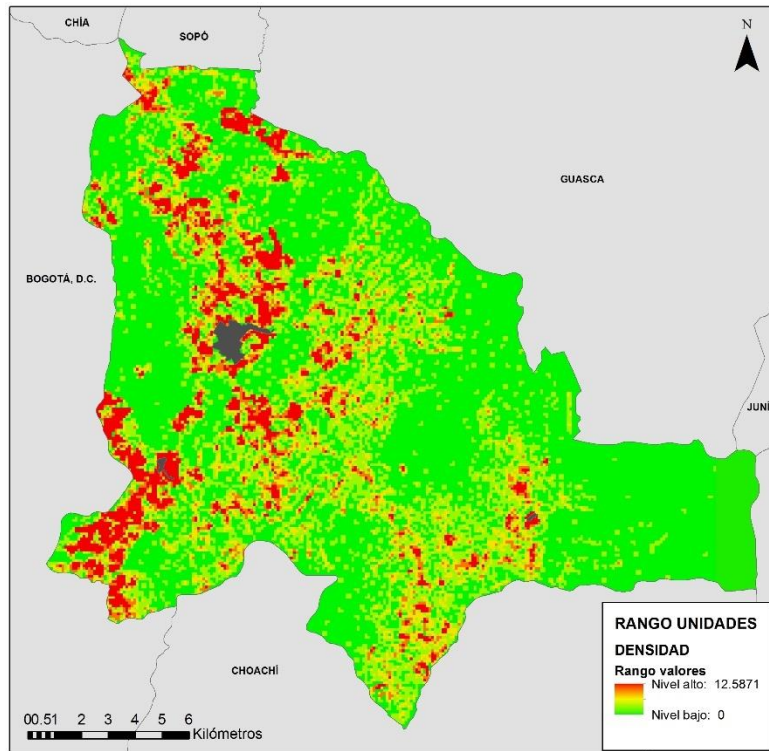 CHÍA
SOPÓ
N
GUASCA
BOGOTÁ, D.C.
JUNÍ
CHOACHÍ
RANGO UNIDADES
DENSIDAD
Rango valores
Nivel alto: 12.5871
Nivel bajo: 0
00.51 2 3 4 5 6
Kilómetros